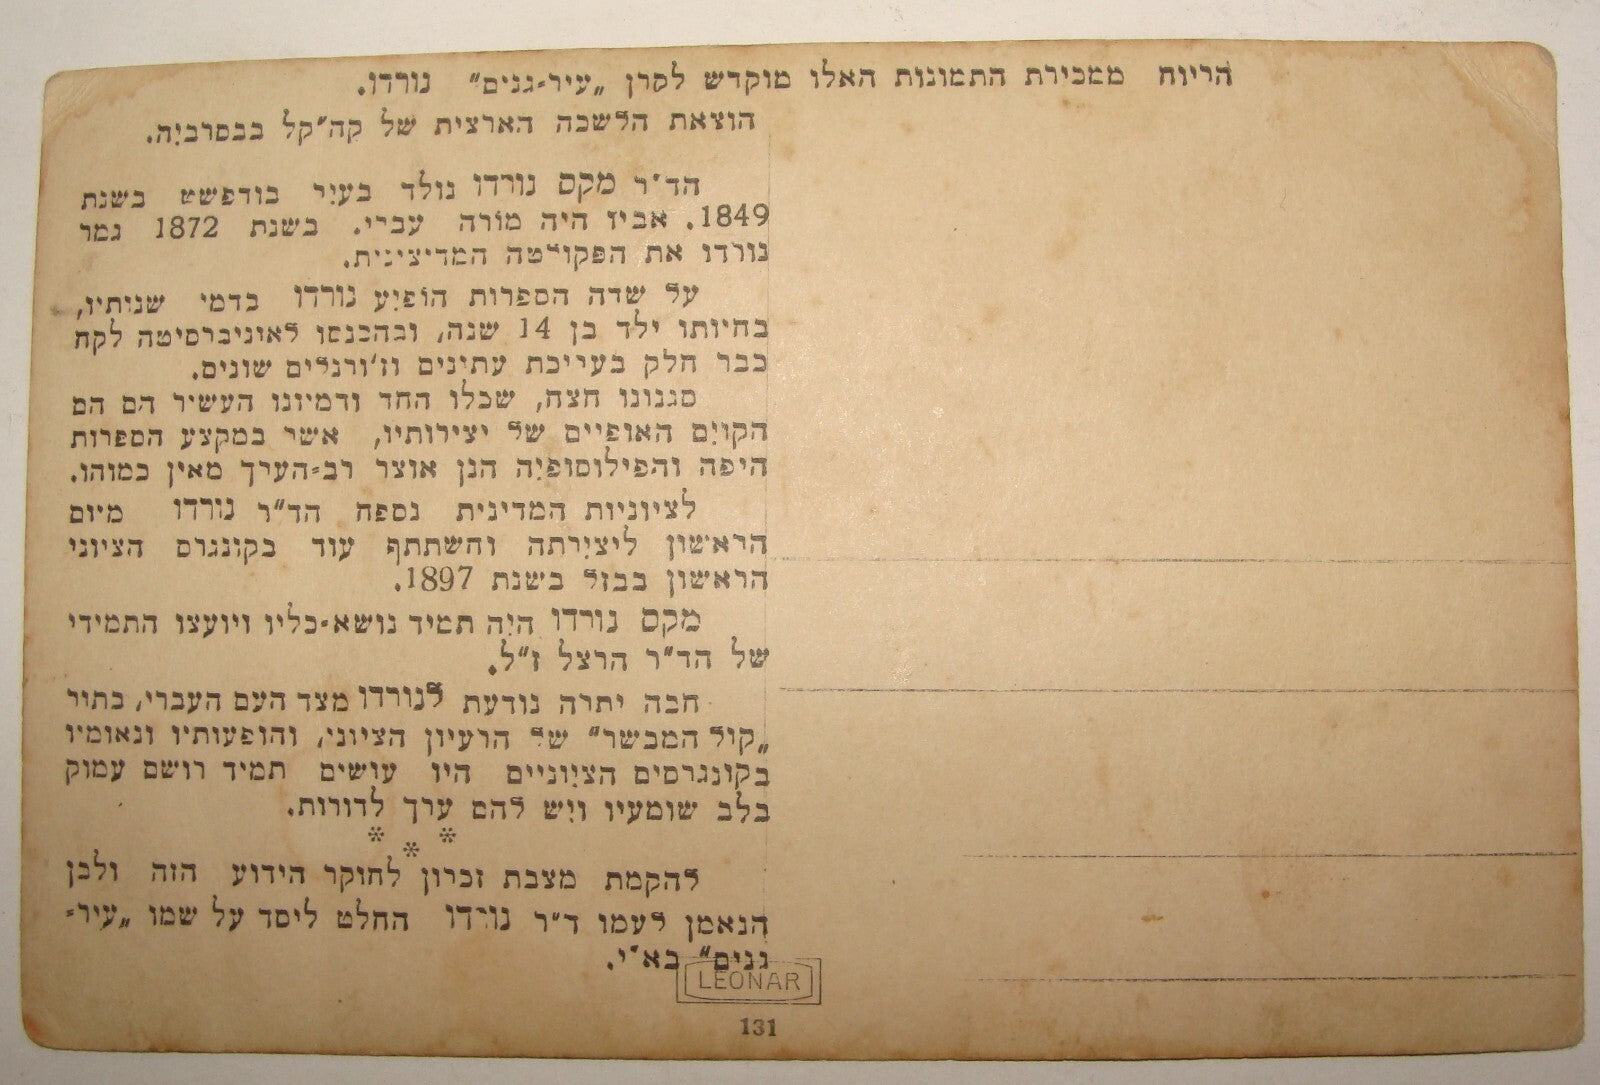 הריוח ממכירת התמונות האלו מוקדש לקרן „עיר-גנים" נורדו.
הוצאת הלשכה הארצית של קה"קל בבסרביה.
הד"ר מקס נורדו נולד בעיר בודפשט בשנת
1849. אביו היה מורה עברי. בשנת 1872 גמר
נורדו את הפקולטה המדיצינית.
על שדה הספרות הופיע נורדו בדמי שנותיו,
בהיותו ילד בן 14 שנה, ובהכנסו לאוניברסיטה לקח
כבר חלק בעריכת עתינים וז'ורנלים שונים.
סגנונו הצח, שכלו החד ודמיונו העשיר הם הם
הקוים האופיים של יצירותיו, אשר במקצע הספרות
היפה והפילוסופיה הנן אוצר רב-הערך מאין כמוהו.
לציוניות המדינית נספח הד"ר נורדו מיום
הראשון ליצירתה והשתתף עוד בקונגרס הציוני
הראשון בבזל בשנת 1897.
מקס נורדו היה תמיד נושא-כליו ויועצו התמידי
של הד"ר הרצל ז"ל.
חבה יתרה נודעת לנורדו מצד העם העברי, בתור
„קול המבשר" של הרעיון הציוני, והופעותיו ונאומיו
בקונגרסים הציוניים היו עושים תמיד רושם עמוק
בלב שומעיו ויש להם ערך לדורות.
* * *
להקמת מצבת זכרון לחוקר הידוע הזה ולבן
הנאמן לעמו ד"ר נורדו החלט ליסד על שמו „עיר-
גנים" בא"י.
LEONAR
131